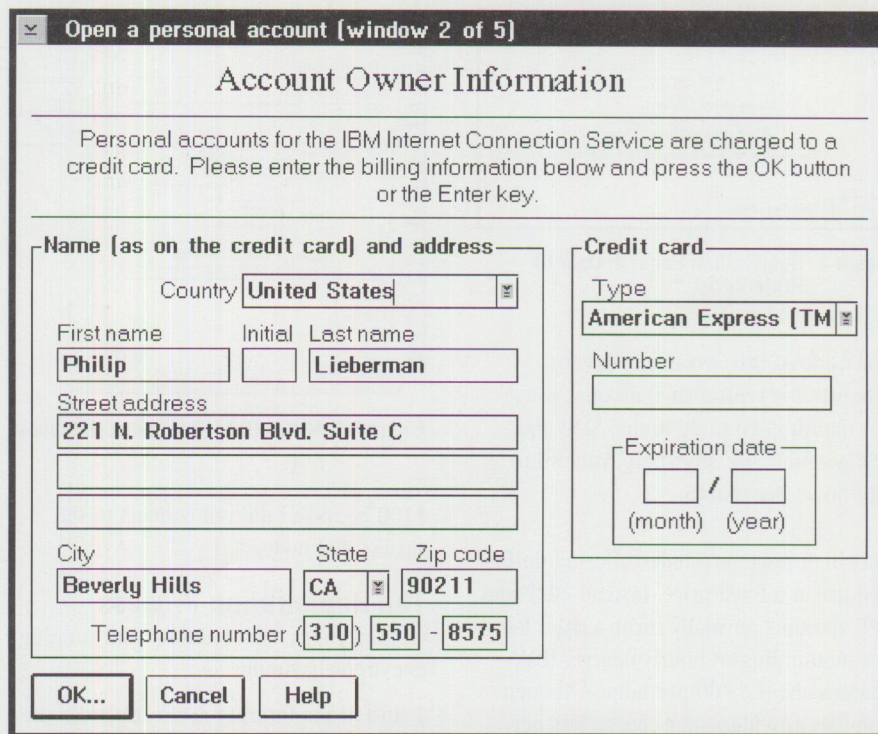 Open a personal account (window 2 of 5)
Account Owner Information
Personal accounts for the IBM Internet Connection Service are charged to a
credit card. Please enter the billing information below and press the OK button
or the Enter key.
Name (as on the credit card) and address
Country United States
First name Initial Last name
Philip Lieberman
Street address
221 N. Robertson Blvd. Suite C
City State Zip code
Beverly Hills CA 90211
Telephone number (310) 550 - 8575
Credit card
Type
American Express (TM
Number
Expiration date
/
(month) (year)
OK... Cancel Help